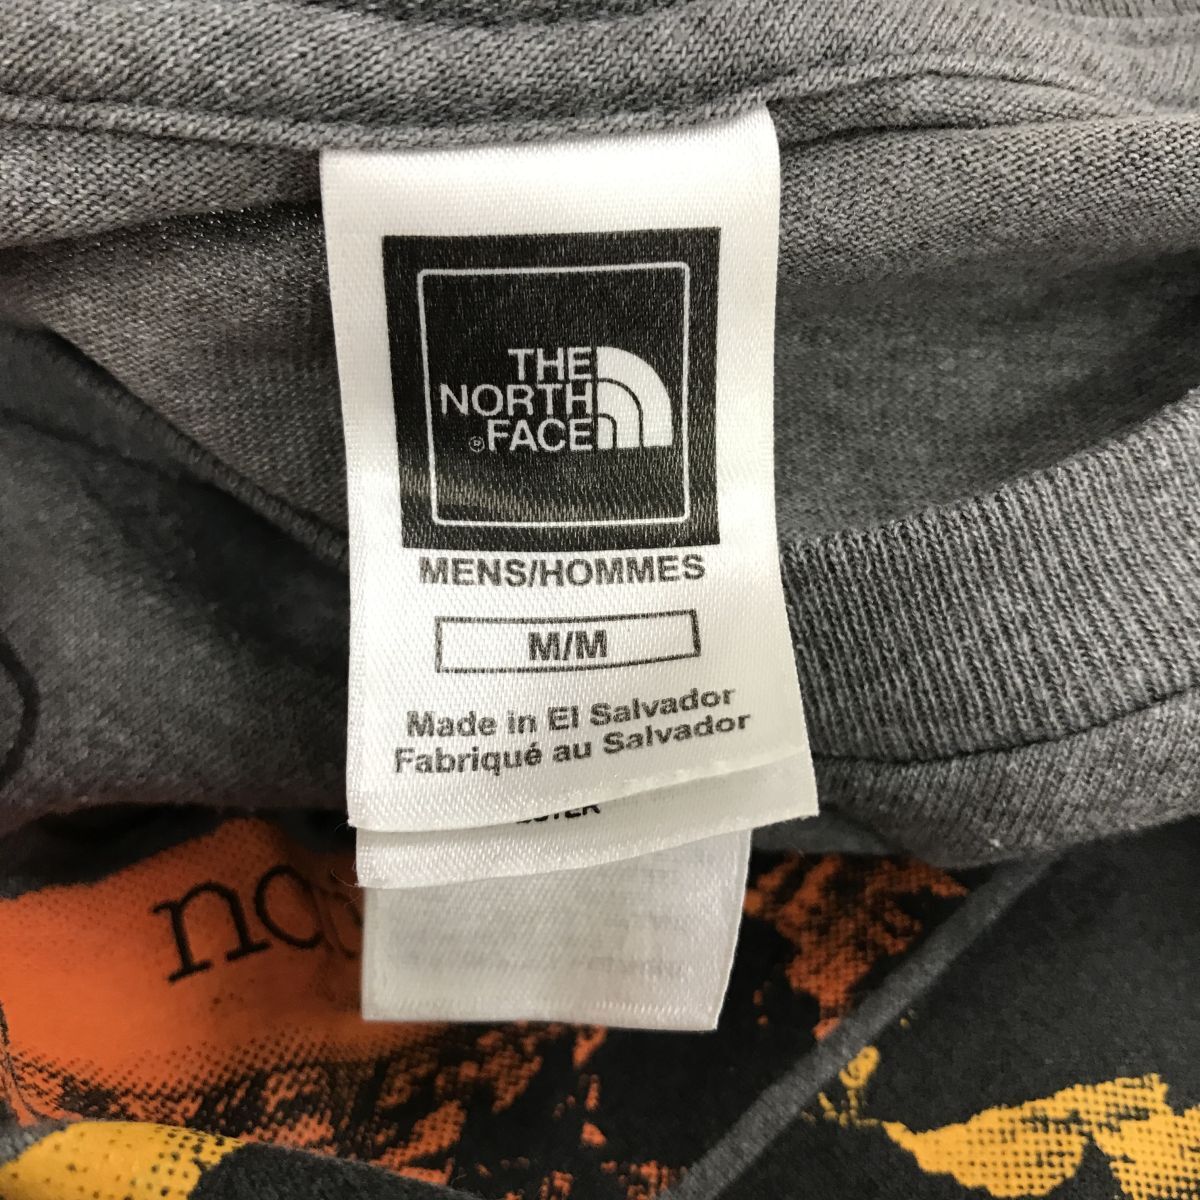 THE
NORTH
® FACE
MENS/HOMMES
M/M
Made in El Salvador
Fabriqué au Salvador